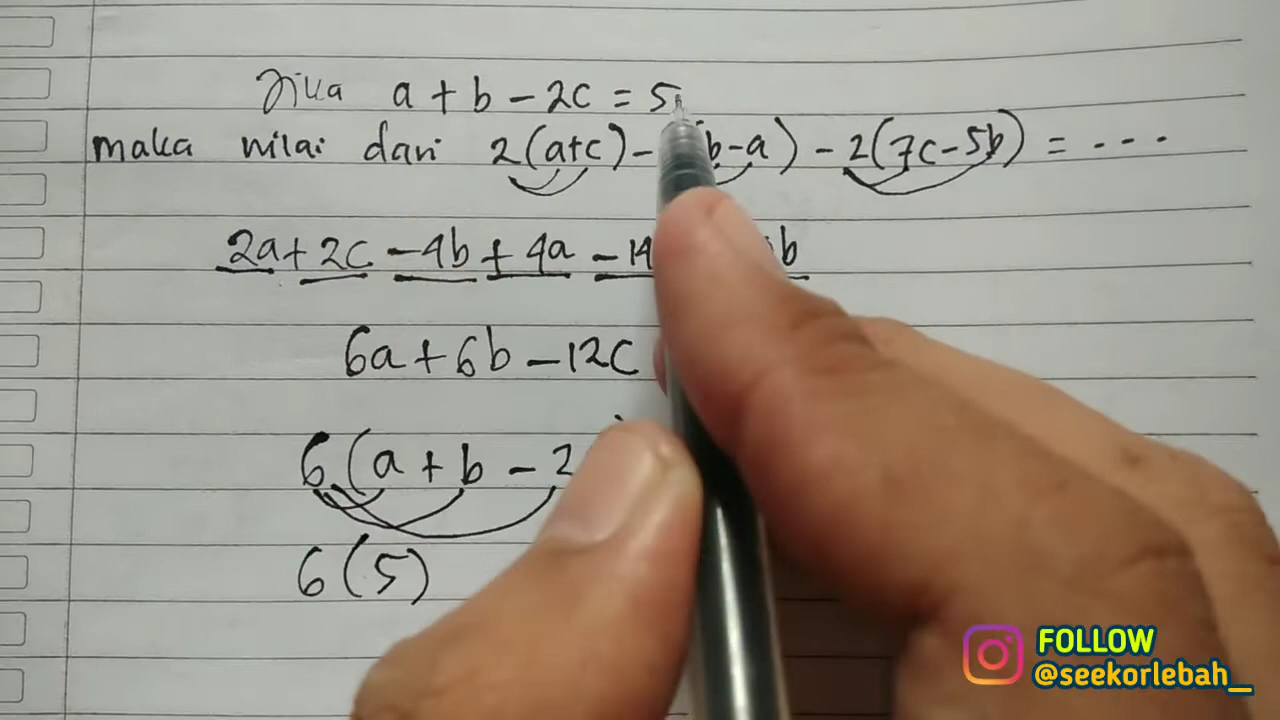 Jika a + b - 2c = 5
maka nilai dari 2(a+c) - (b-a) - 2(7c-5b) = ...
2a + 2c - 4b + 4a - 14 b
6a + 6b - 12c
6(a + b - 2
6(5)
FOLLOW
@seekorlebah_